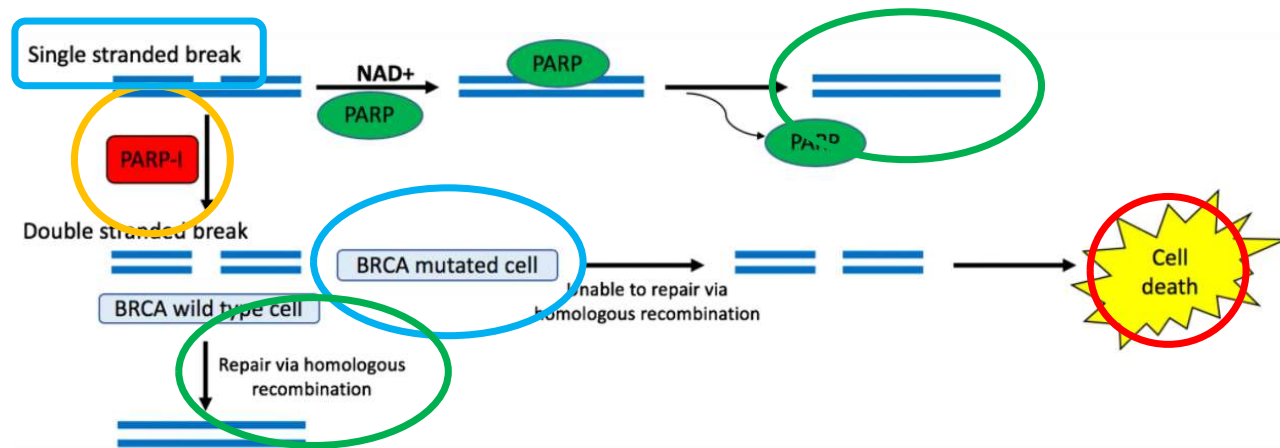 Single stranded break
NAD+
PARP
PARP
PARP
PARP-I
Double stranded break
BRCA mutated cell
Unable to repair via
homologous recombination
Cell
death
BRCA wild type cell
Repair via homologous
recombination